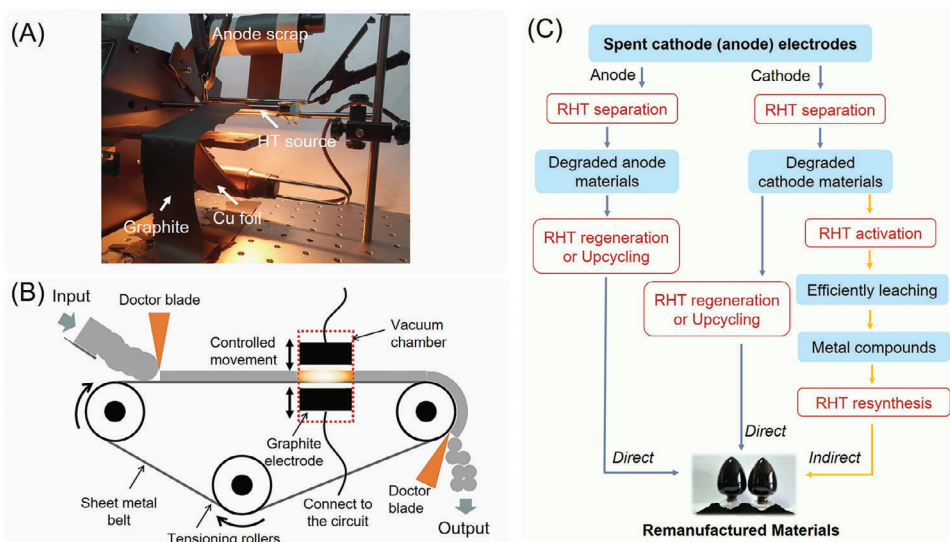 (A)
Anode scrap
HT source
Cu foil
Graphite
(B)
Input
Doctor blade
Controlled
movement
Vacuum
chamber
Graphite
electrode
Sheet metal
belt
Tensioning rollers
Connect to
the circuit
Doctor
blade
Output
(C)
Spent cathode (anode) electrodes
Anode
Cathode
RHT separation
RHT separation
Degraded anode
materials
Degraded
cathode materials
RHT regeneration
or Upcycling
RHT activation
RHT regeneration
or Upcycling
Efficiently leaching
Metal compounds
RHT resynthesis
Direct
Direct
Indirect
Remanufactured Materials